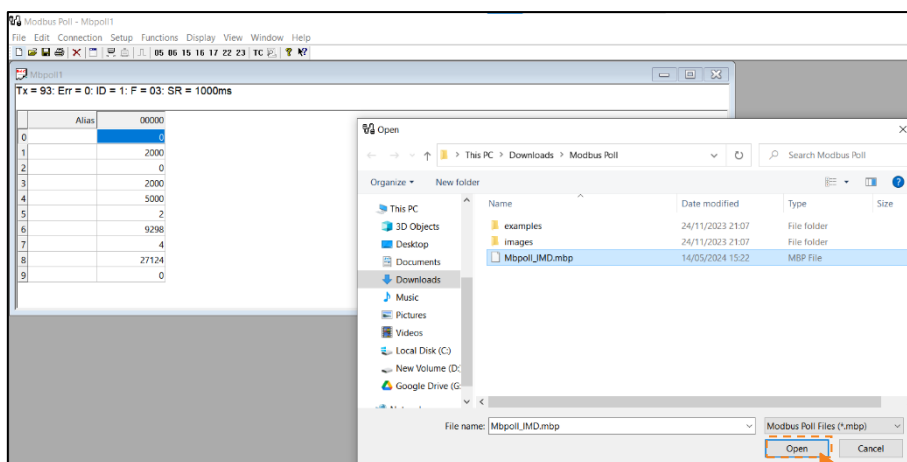 Modbus Poll - Mbpoll1
File Edit Connection Setup Functions Display View Window Help
05 06 15 16 17 22 23 TC
Mbpoll1
Tx = 93: Err = 0: ID = 1: F = 03: SR = 1000ms
Alias 00000
0 0
1 2000
2 0
3 2000
4 5000
5 2
6 9298
7 4
8 27124
9 0
Open
This PC > Downloads > Modbus Poll
Search Modbus Poll
Organize New folder
Name Date modified Type Size
This PC
3D Objects
Desktop
Documents
Downloads
Music
Pictures
Videos
Local Disk (C:)
New Volume (D:
Google Drive (G:
examples 24/11/2023 21:07 File folder
images 24/11/2023 21:07 File folder
Mbpoll_IMD.mbp 14/05/2024 15:22 MBP File
File name: Mbpoll_IMD.mbp
Modbus Poll Files (*.mbp)
Open Cancel